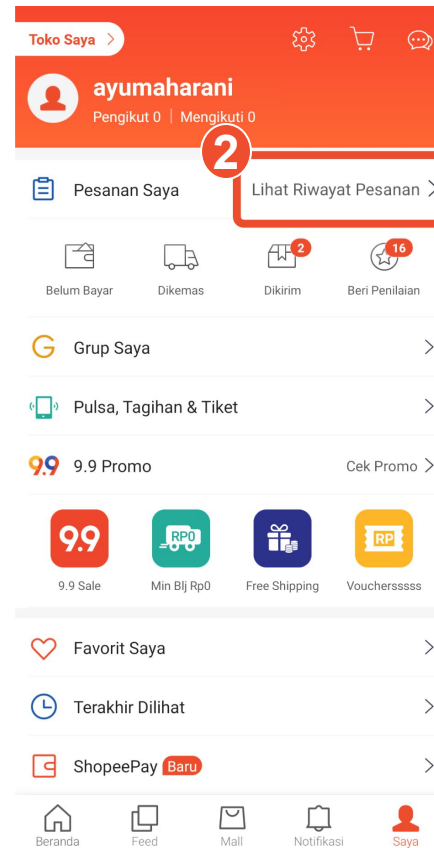 Toko Saya >
ayumaharani
Pengikut 0 | Mengikuti 0
2
Pesanan Saya
Lihat Riwayat Pesanan >
2
16
Belum Bayar
Dikemas
Dikirim
Beri Penilaian
G
Grup Saya >
Pulsa, Tagihan & Tiket >
9.9
9.9 Promo
Cek Promo >
9.9
RP0
RP
9.9 Sale
Min Blj Rp0
Free Shipping
Vouchersssss
Favorit Saya >
Terakhir Dilihat >
ShopeePay Baru >
Beranda
Feed
Mall
Notifikasi
Saya